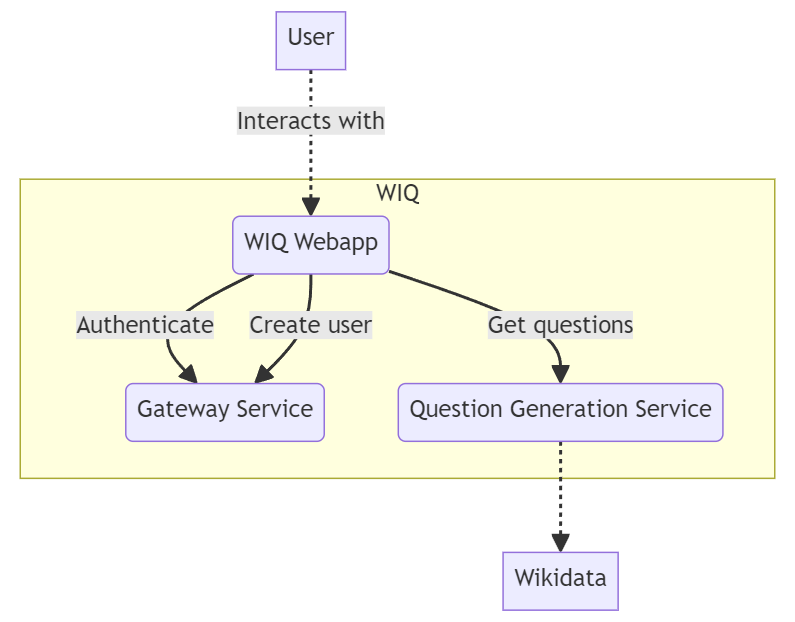 User
Interacts with
WIQ
WIQ Webapp
Authenticate
Create user
Get questions
Gateway Service
Question Generation Service
Wikidata